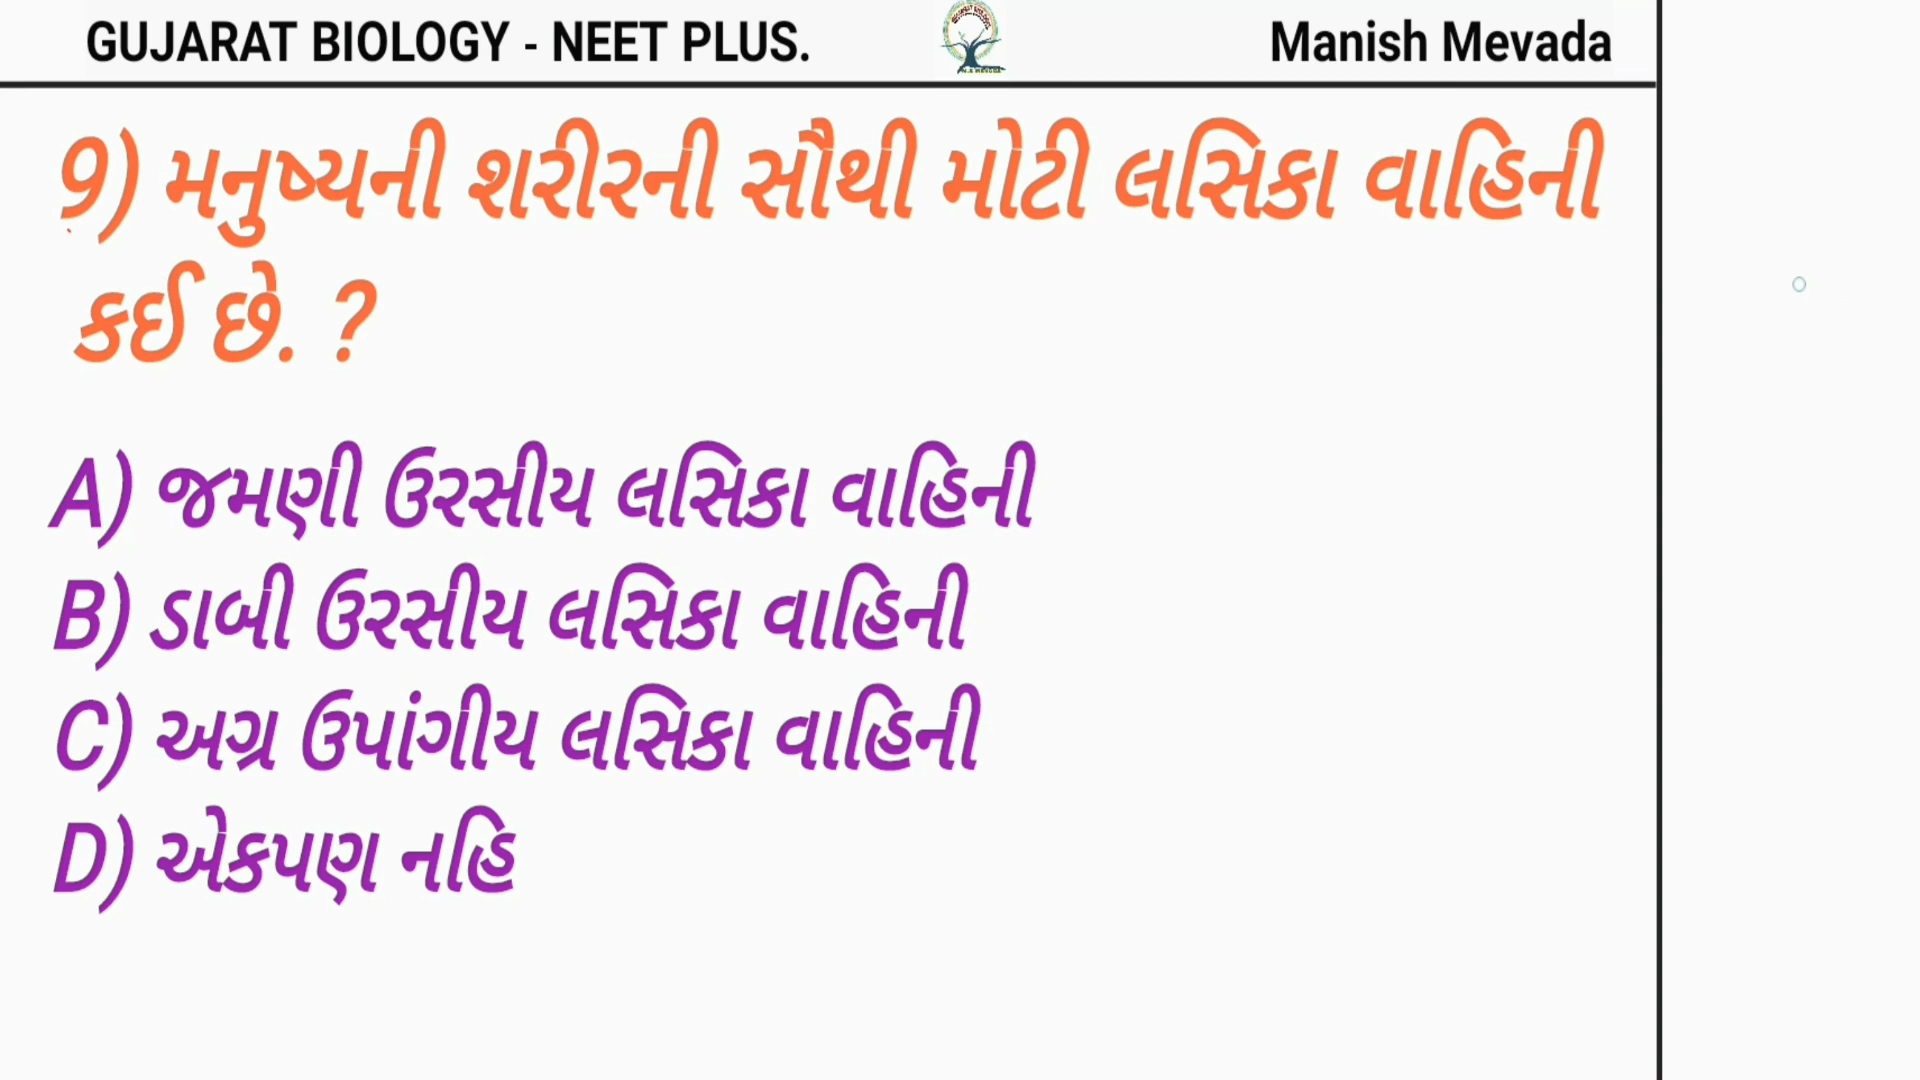 GUJARAT BIOLOGY - NEET PLUS.
Manish Mevada
9) મનુષ્યની શરીરની સૌથી મોટી લસિકા વાહિની
કઈ છે. ?
A) જમણી ઉરસીય લસિકા વાહિની
B) ડાબી ઉરસીય લસિકા વાહિની
C) અગ્ર ઉપાંગીય લસિકા વાહિની
D) એકપણ નહિ